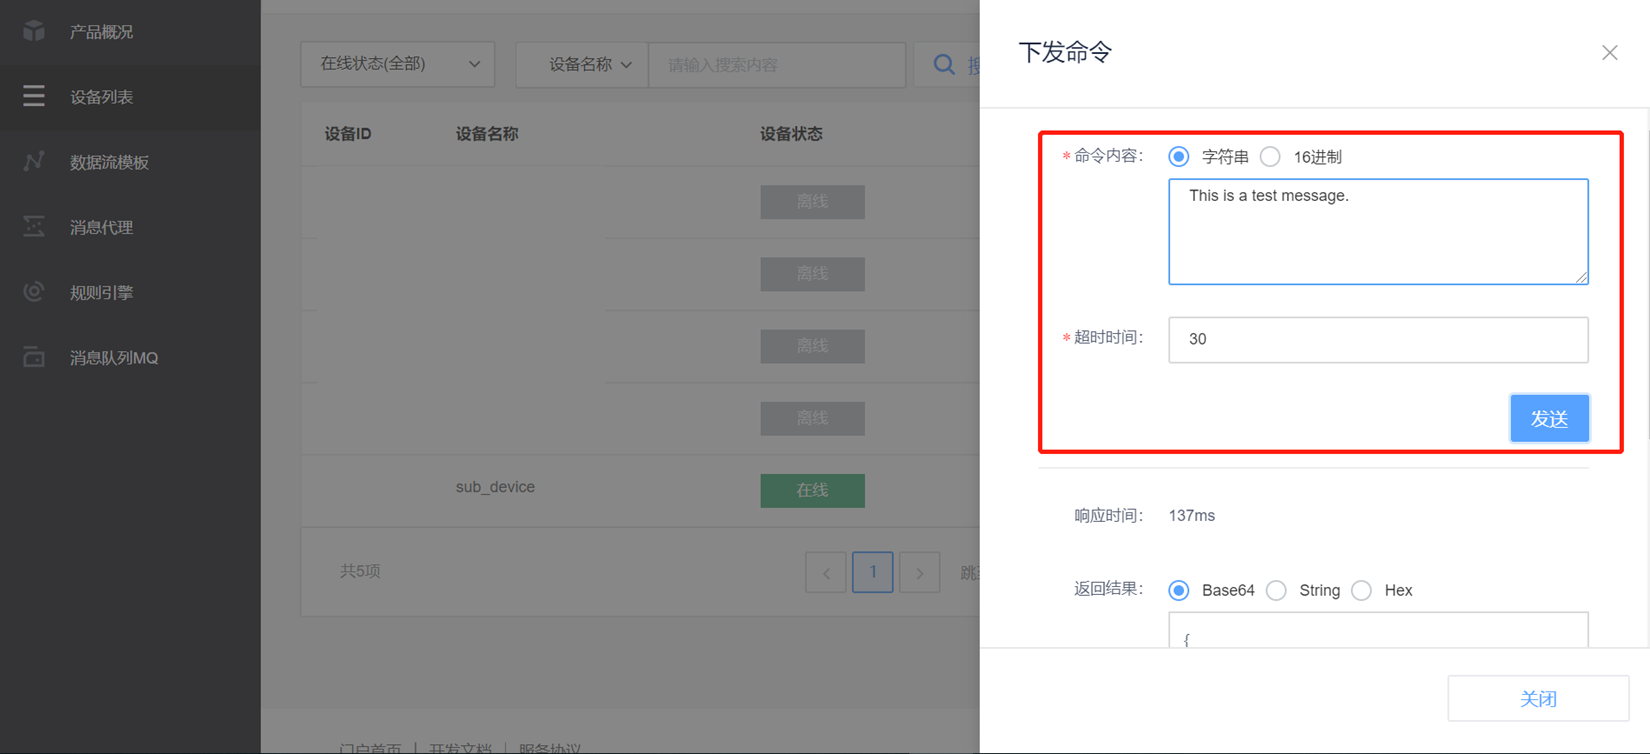 产品概况
设备列表
数据流模板
消息代理
规则引擎
消息队列MQ
在线状态(全部)
设备名称
请输入搜索内容
设备ID 设备名称 设备状态
离线
离线
离线
离线
sub_device 在线
共5项
1
门户首页 | 开发文档 | 服务协议
下发命令
* 命令内容: 字符串 16进制
This is a test message.
* 超时时间: 30
发送
响应时间: 137ms
返回结果: Base64 String Hex
{
关闭